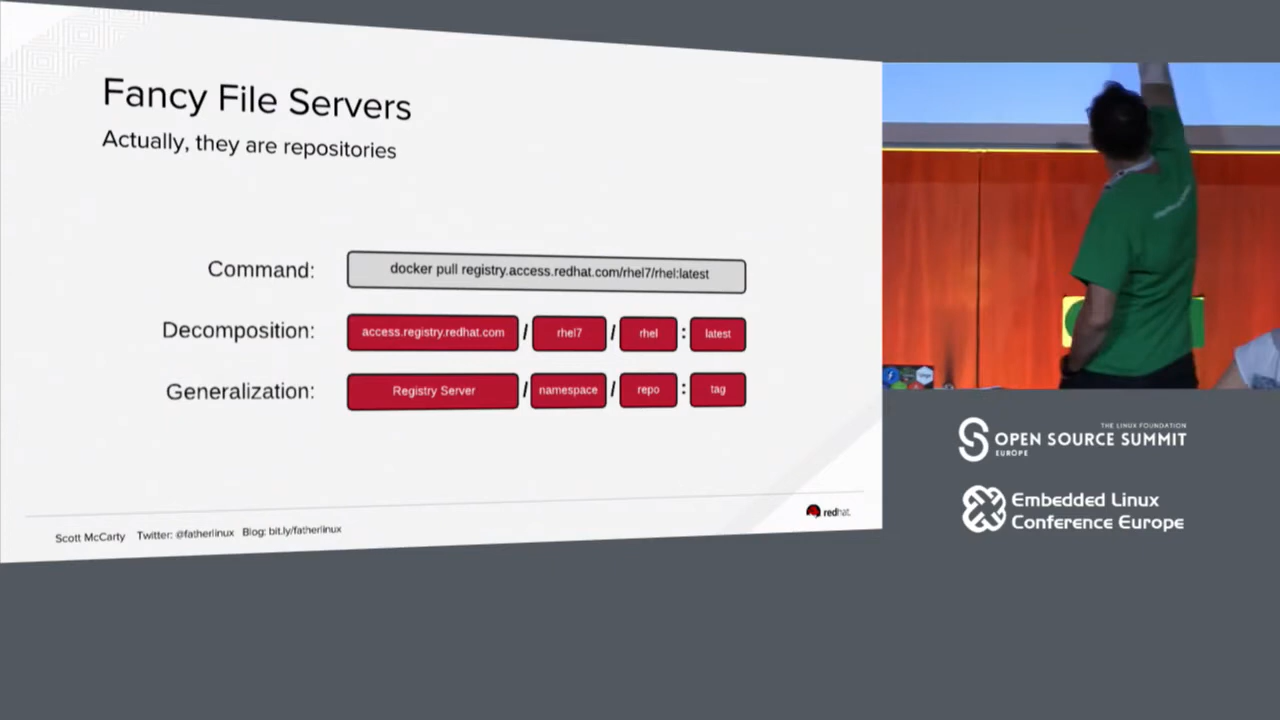 Fancy File Servers
Actually, they are repositories
Command: docker pull registry.access.redhat.com/rhel7/rhel:latest
Decomposition: access.registry.redhat.com / rhel7 / rhel : latest
Generalization: Registry Server / namespace / repo : tag
redhat.
Scott McCarty Twitter: @fatherlinux Blog: bit.ly/fatherlinux
THE LINUX FOUNDATION
OPEN SOURCE SUMMIT
EUROPE
Embedded Linux
Conference Europe